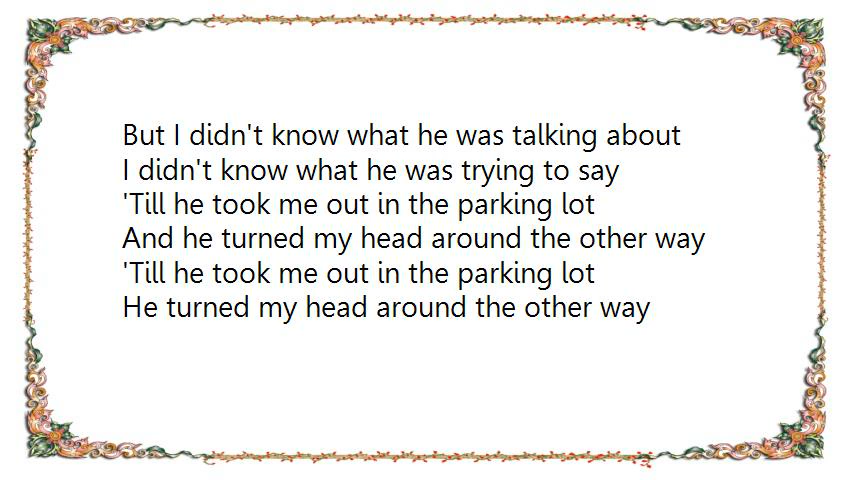 But I didn't know what he was talking about
I didn't know what he was trying to say
'Till he took me out in the parking lot
And he turned my head around the other way
'Till he took me out in the parking lot
He turned my head around the other way